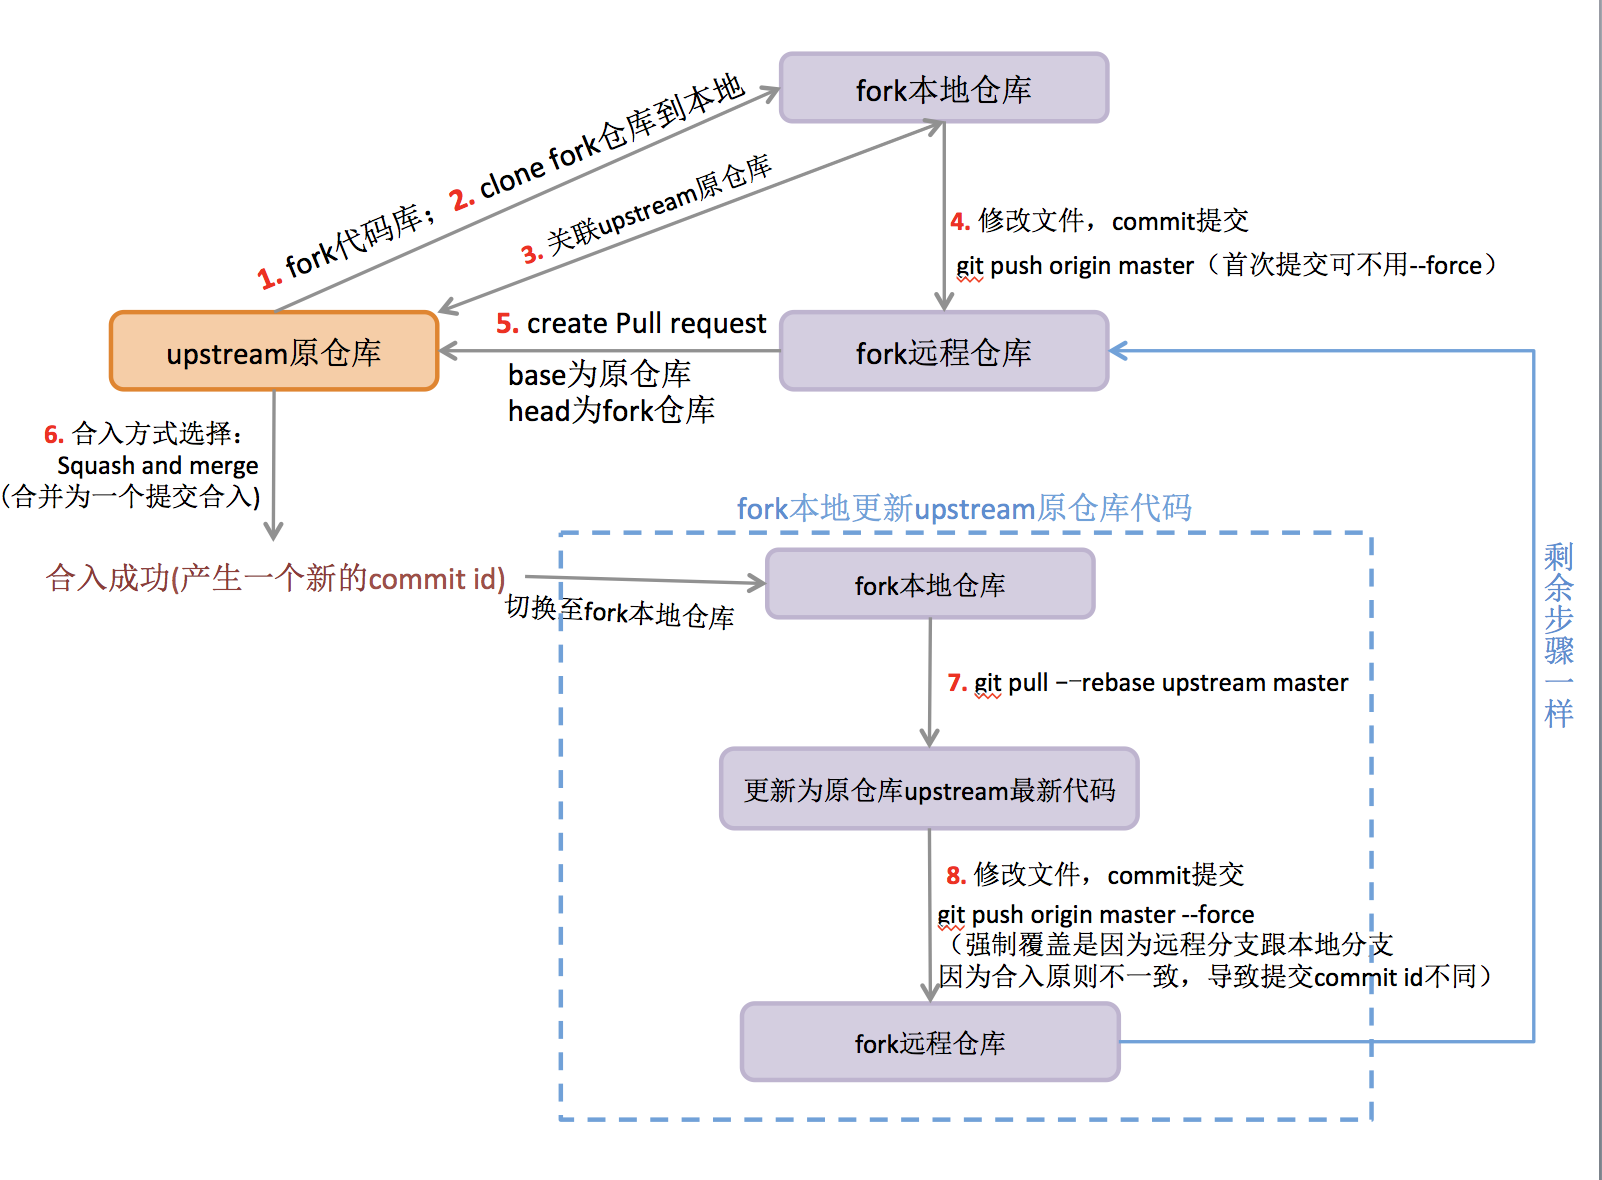 fork本地仓库
1. fork代码库；2. clone fork仓库到本地
3. 关联upstream原仓库
4. 修改文件，commit提交
git push origin master（首次提交可不用--force）
upstream原仓库
5. create Pull request
base为原仓库
head为fork仓库
fork远程仓库
6. 合入方式选择：
Squash and merge
(合并为一个提交合入)
合入成功(产生一个新的commit id)
切换至fork本地仓库
fork本地更新upstream原仓库代码
fork本地仓库
7. git pull --rebase upstream master
更新为原仓库upstream最新代码
8. 修改文件，commit提交
git push origin master --force
（强制覆盖是因为远程分支跟本地分支
因为合入原则不一致，导致提交commit id不同）
fork远程仓库
剩余步骤一样